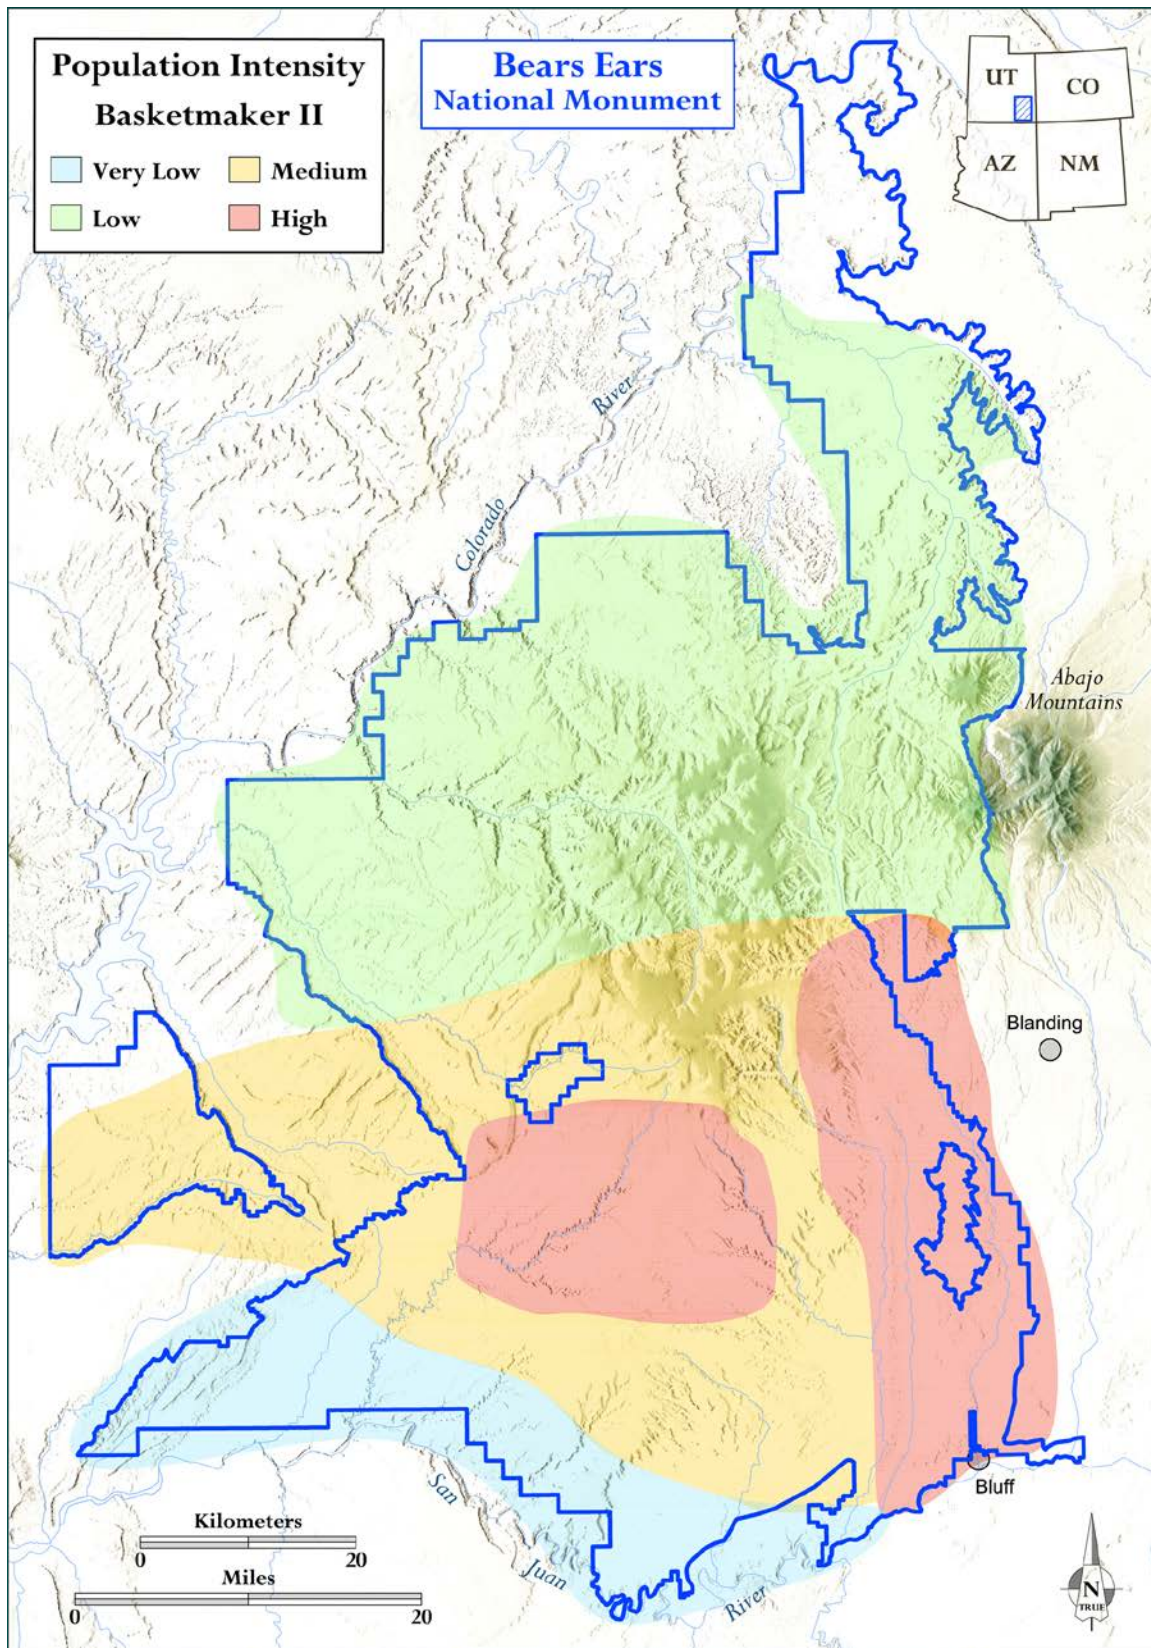 Population Intensity
Basketmaker II
Very Low
Medium
Low
High
Bears Ears
National Monument
UT
CO
AZ
NM
River
Colorado
Abajo
Mountains
Blanding
Bluff
San
Juan
River
Kilometers
0
20
Miles
0
20
N
TRUE